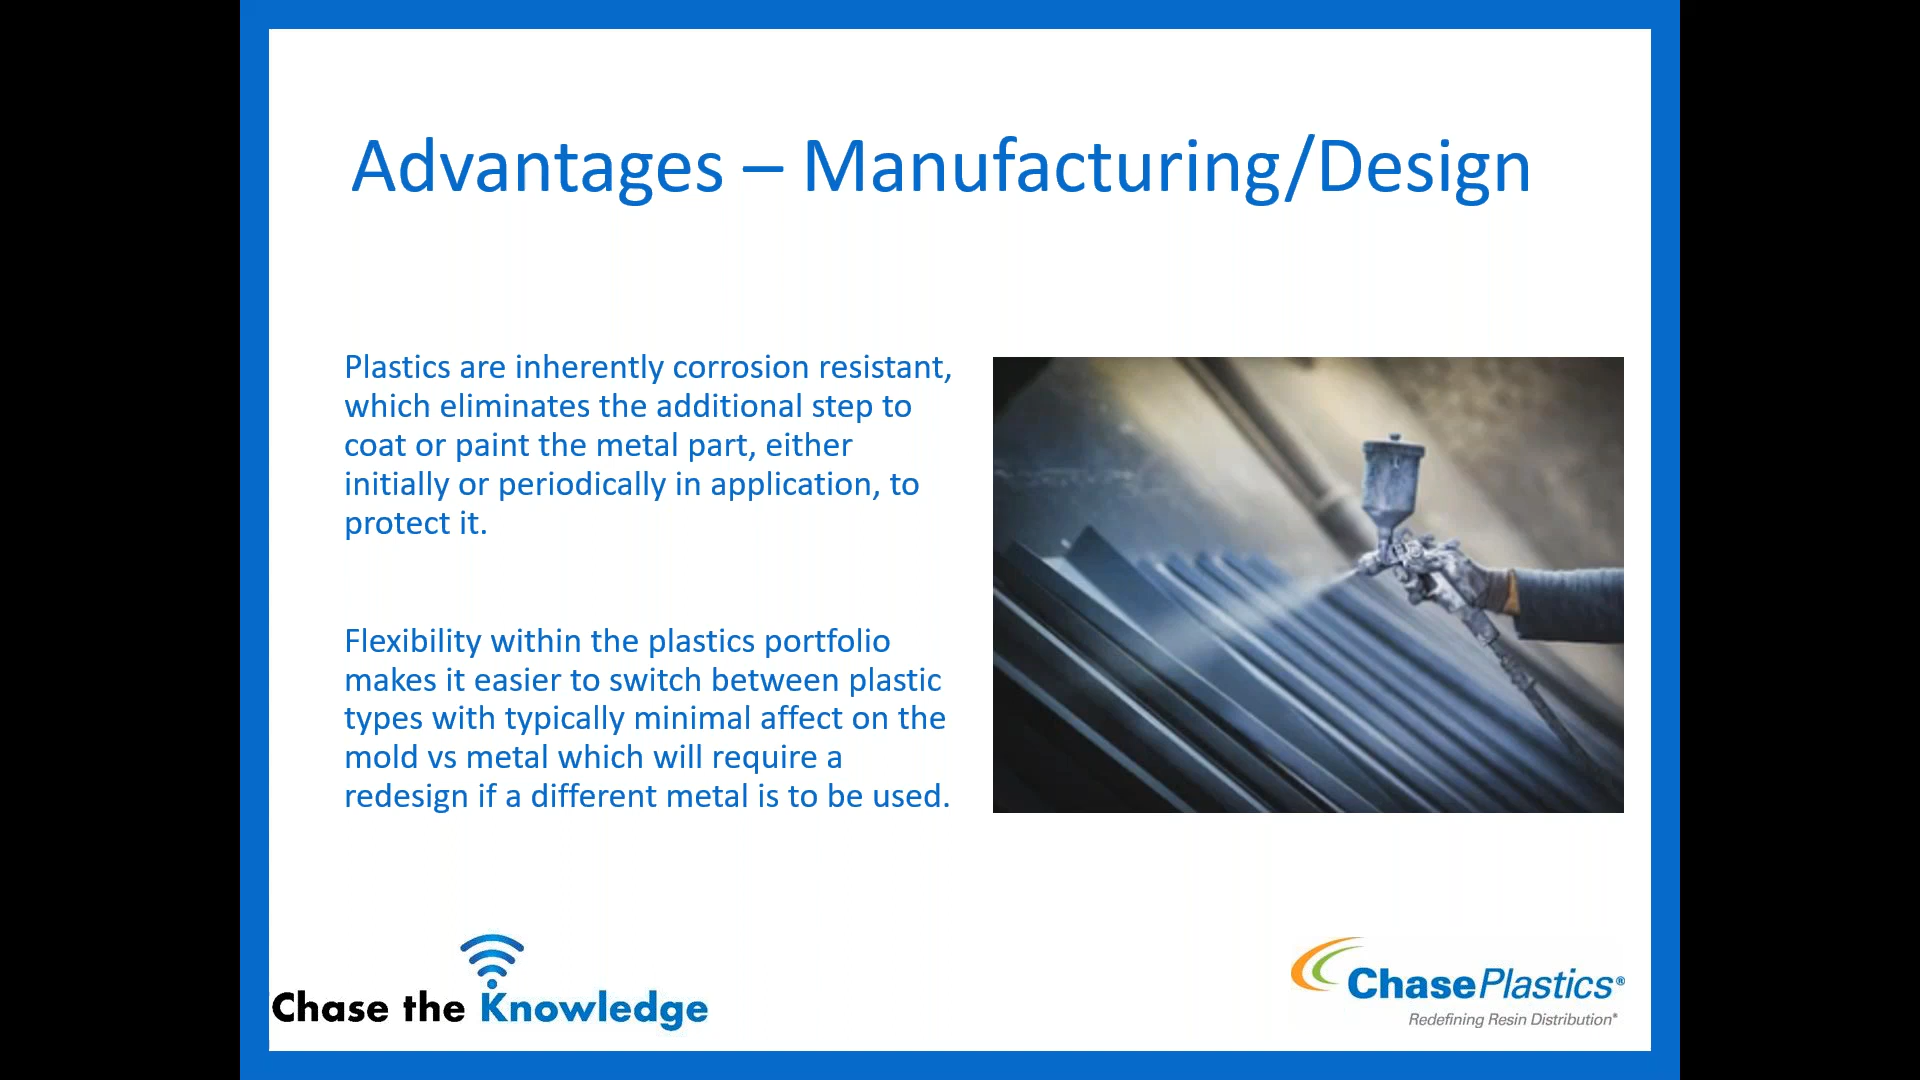 Advantages – Manufacturing/Design
Plastics are inherently corrosion resistant,
which eliminates the additional step to
coat or paint the metal part, either
initially or periodically in application, to
protect it.
Flexibility within the plastics portfolio
makes it easier to switch between plastic
types with typically minimal affect on the
mold vs metal which will require a
redesign if a different metal is to be used.
Chase the Knowledge
ChasePlastics®
Redefining Resin Distribution®